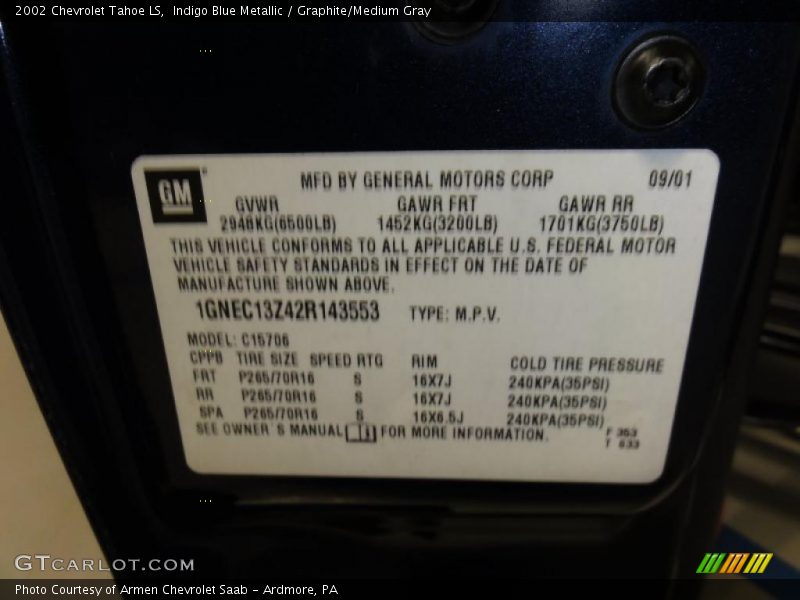 2002 Chevrolet Tahoe LS,  Indigo Blue Metallic / Graphite/Medium Gray
GM
MFD BY GENERAL MOTORS CORP 09/01
GVWR GAWR FRT GAWR RR
2948KG(6500LB) 1452KG(3200LB) 1701KG(3750LB)
THIS VEHICLE CONFORMS TO ALL APPLICABLE U.S. FEDERAL MOTOR
VEHICLE SAFETY STANDARDS IN EFFECT ON THE DATE OF
MANUFACTURE SHOWN ABOVE.
1GNEC13Z42R143553 TYPE: M.P.V.
MODEL: C15706
CPPB TIRE SIZE SPEED RTG RIM COLD TIRE PRESSURE
FRT P265/70R16 S 16X7J 240KPA(35PSI)
RR P265/70R16 S 16X7J 240KPA(35PSI)
SPA P265/70R16 S 16X6.5J 240KPA(35PSI)
SEE OWNER'S MANUAL FOR MORE INFORMATION.
F 353
T 633
GTCARLOT.COM
Photo Courtesy of Armen Chevrolet Saab - Ardmore, PA